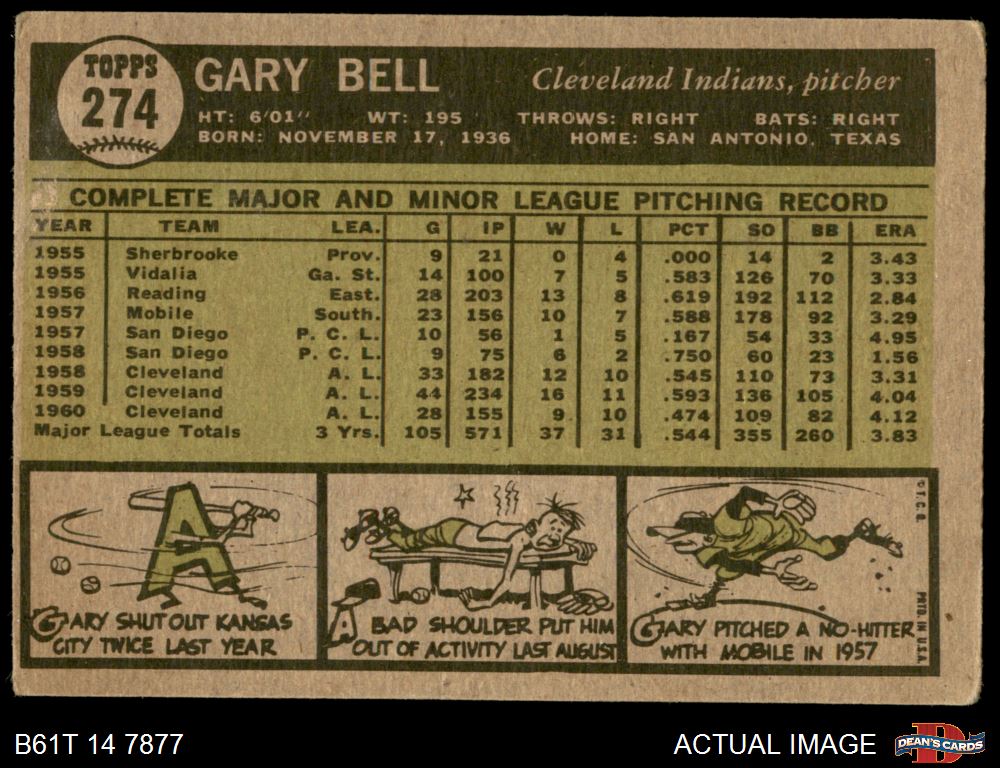 TOPPS
274
GARY BELL
Cleveland Indians, pitcher
HT: 6'01" WT: 195 THROWS: RIGHT BATS: RIGHT
BORN: NOVEMBER 17, 1936 HOME: SAN ANTONIO, TEXAS
COMPLETE MAJOR AND MINOR LEAGUE PITCHING RECORD
YEAR TEAM LEA. G IP W L PCT SO BB ERA
1955 Sherbrooke Prov. 9 21 0 4 .000 14 2 3.43
1955 Vidalia Ga. St. 14 100 7 5 .583 126 70 3.33
1956 Reading East. 28 203 13 8 .619 192 112 2.84
1957 Mobile South. 23 156 10 7 .588 178 92 3.29
1957 San Diego P. C. L. 10 56 1 5 .167 54 33 4.95
1958 San Diego P. C. L. 9 75 6 2 .750 60 23 1.56
1958 Cleveland A. L. 33 182 12 10 .545 110 73 3.31
1959 Cleveland A. L. 44 234 16 11 .593 136 105 4.04
1960 Cleveland A. L. 28 155 9 10 .474 109 82 4.12
Major League Totals 3 Yrs. 105 571 37 31 .544 355 260 3.83
A
GARY SHUT OUT KANSAS
CITY TWICE LAST YEAR
A BAD SHOULDER PUT HIM
OUT OF ACTIVITY LAST AUGUST
GARY PITCHED A NO-HITTER
WITH MOBILE IN 1957
© T. C. G.
PRTD. IN U.S.A.
B61T 14 7877
ACTUAL IMAGE
DEAN'S CARDS